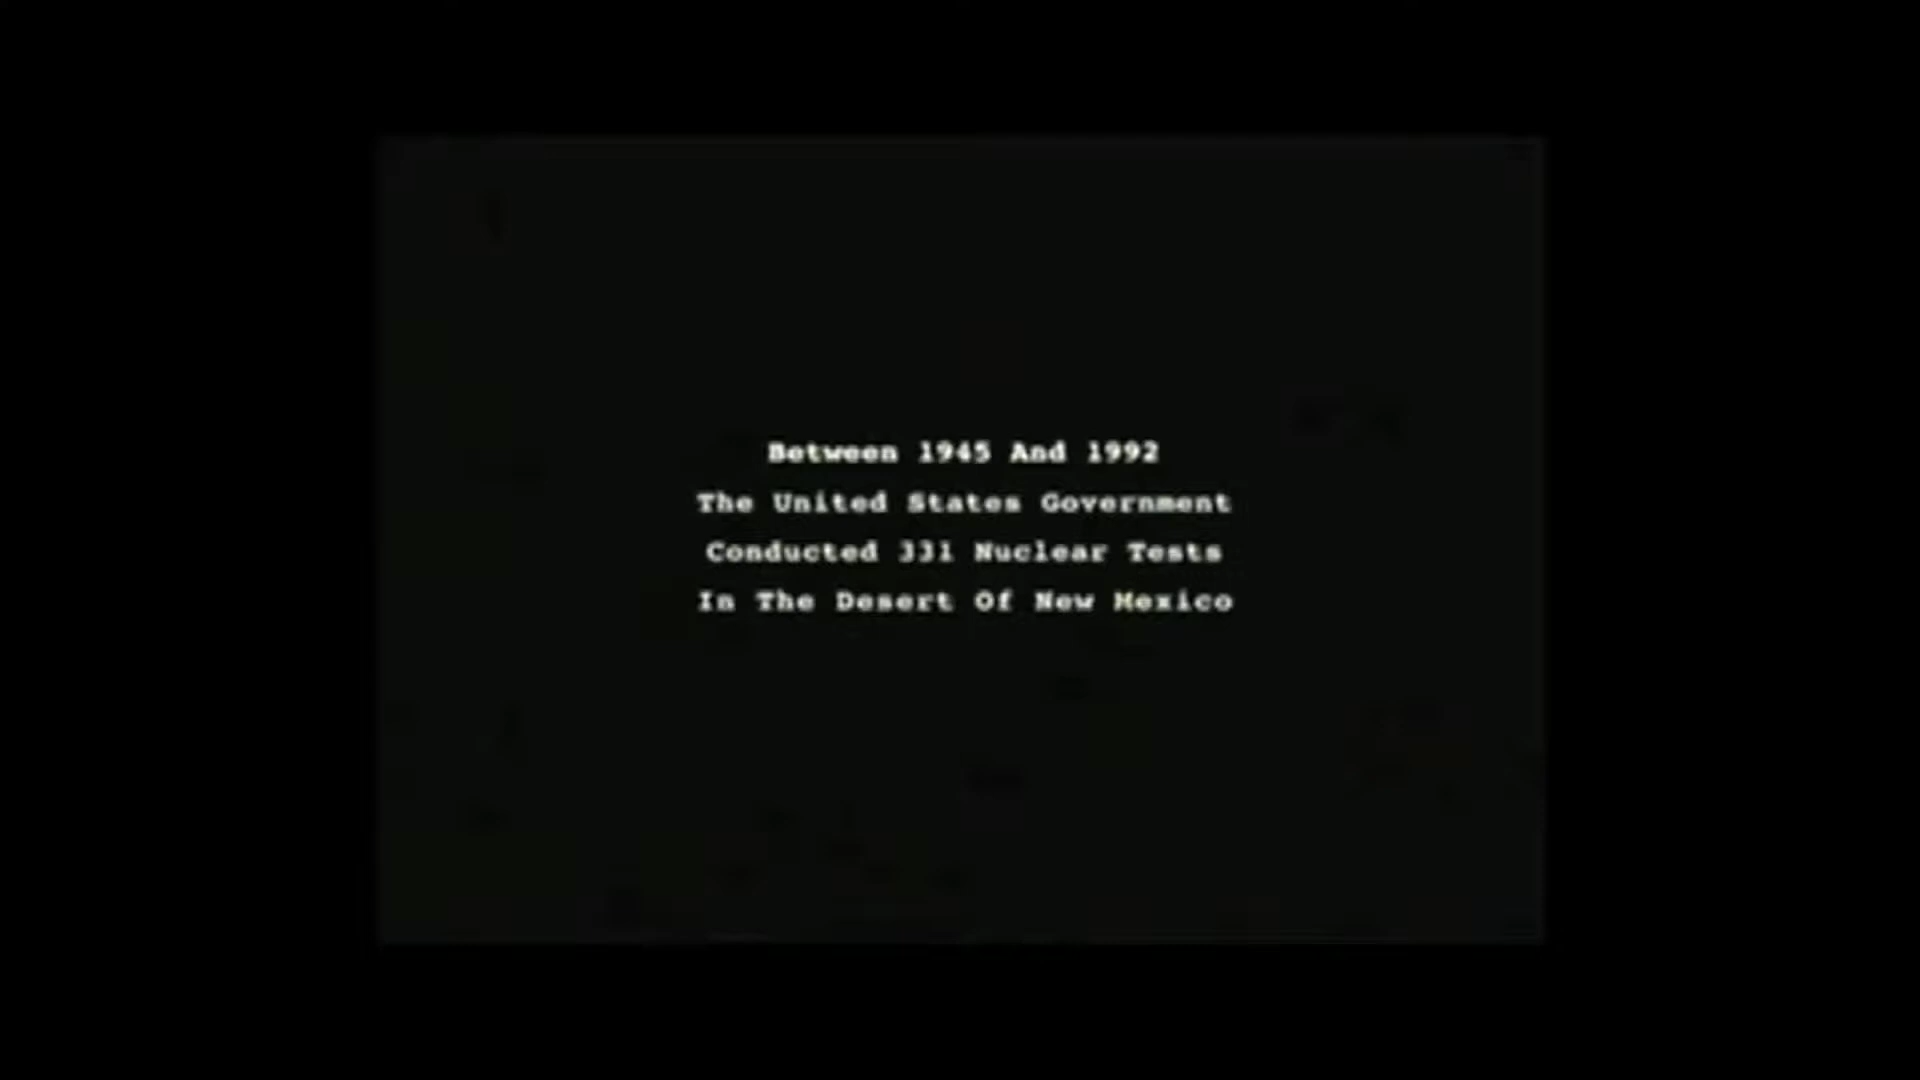 Between 1945 And 1992
The United States Government
Conducted 331 Nuclear Tests
In The Desert Of New Mexico